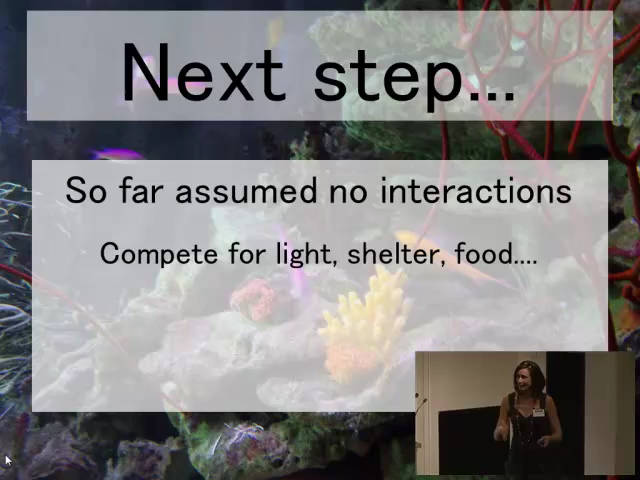 Next step...
So far assumed no interactions
Compete for light, shelter, food....